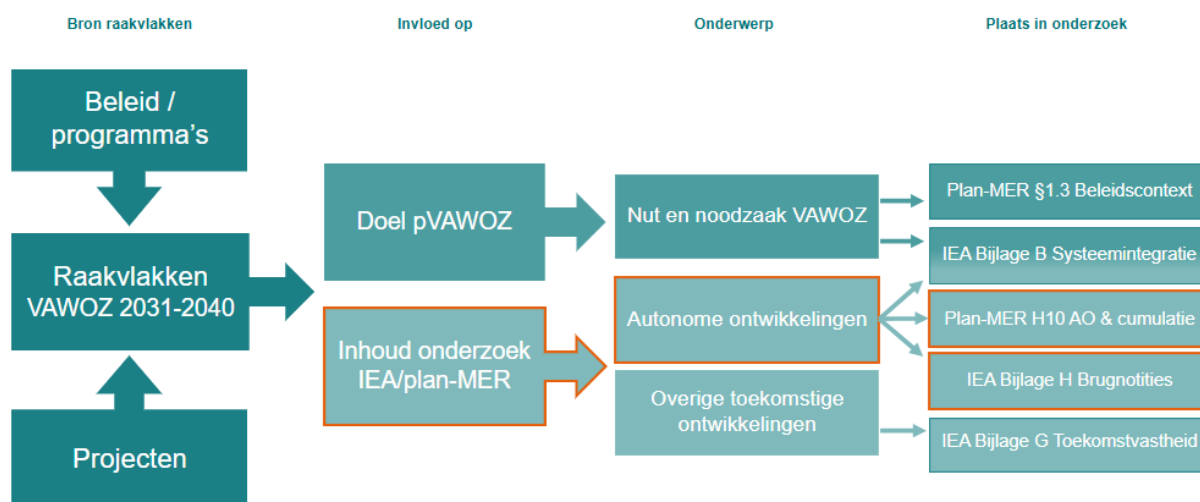 Bron raakvlakken
Invloed op
Onderwerp
Plaats in onderzoek
Beleid /
programma's
Raakvlakken
VAWOZ 2031-2040
Projecten
Doel pVAWOZ
Inhoud onderzoek
IEA/plan-MER
Nut en noodzaak VAWOZ
Autonome ontwikkelingen
Overige toekomstige
ontwikkelingen
Plan-MER §1.3 Beleidscontext
IEA Bijlage B Systeemintegratie
Plan-MER H10 AO & cumulatie
IEA Bijlage H Brugnotities
IEA Bijlage G Toekomstvastheid